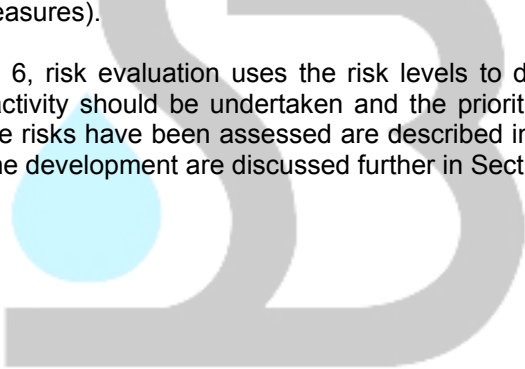 easures).
6, risk evaluation uses the risk levels to d
activity should be undertaken and the priorit
e risks have been assessed are described in
ne development are discussed further in Sect